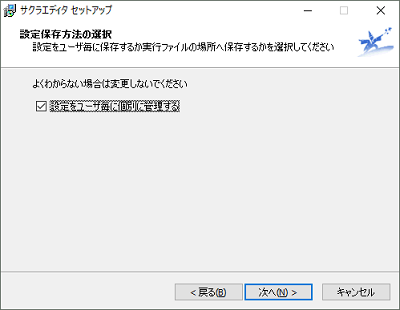 サクラエディタ セットアップ
設定保存方法の選択
設定をユーザ毎に保存するか実行ファイルの場所へ保存するかを選択してください
よくわからない場合は変更しないでください
設定をユーザ毎に個別に管理する
< 戻る(B)
次へ(N) >
キャンセル